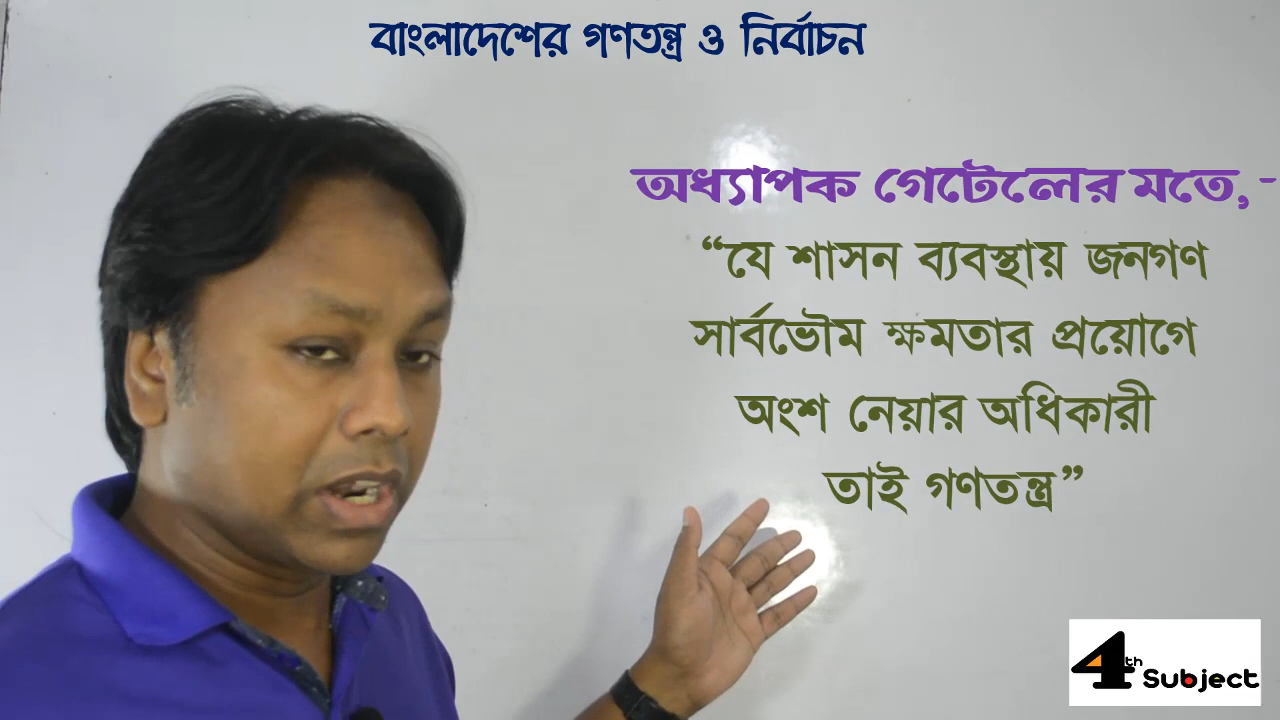 বাংলাদেশের গণতন্ত্র ও নির্বাচন
অধ্যাপক গেটেলের মতে,-
“যে শাসন ব্যবস্থায় জনগণ
সার্বভৌম ক্ষমতার প্রয়োগে
অংশ নেয়ার অধিকারী
তাই গণতন্ত্র”
4th
Subject